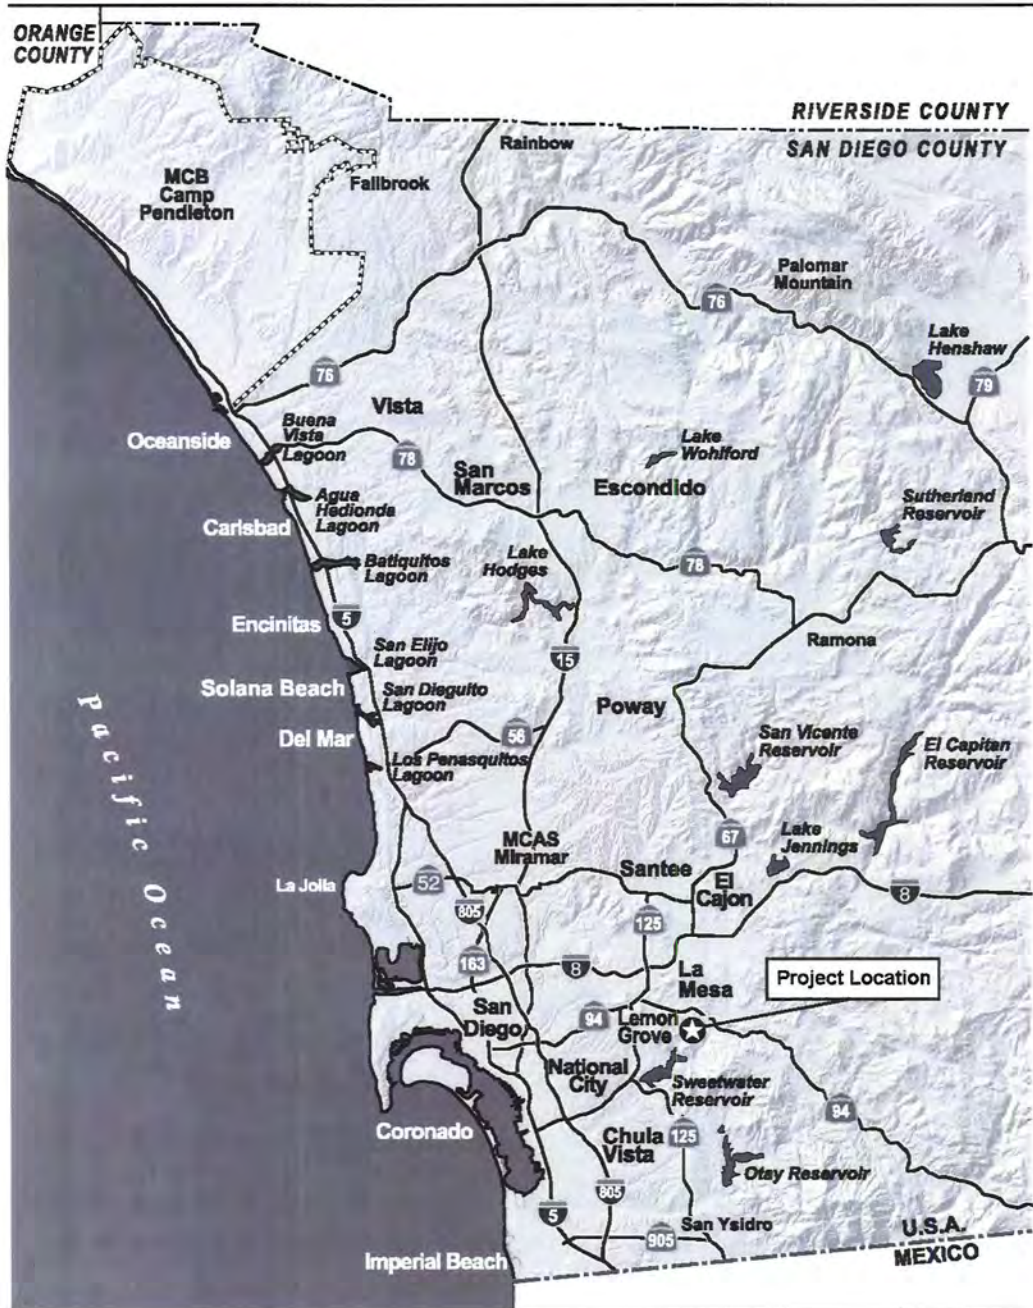 ORANGE
COUNTY
RIVERSIDE COUNTY
SAN DIEGO COUNTY
Rainbow
MCB
Camp
Pendleton
Fallbrook
Palomar
Mountain
76
Lake
Henshaw
79
76
Vista
Buena
Vista
Lagoon
Oceanside
78
San
Marcos
Lake
Wohlford
Escondido
Agua
Hedionda
Lagoon
Sutherland
Reservoir
Carlsbad
Lake
Hodges
Batiquitos
Lagoon
78
5
Encinitas
Ramona
San Elijo
Lagoon
15
Solana Beach
San Dieguito
Lagoon
Poway
Del Mar
56
San Vicente
Reservoir
El Capitan
Reservoir
Los Penasquitos
Lagoon
Pacific Ocean
67
MCAS
Miramar
Lake
Jennings
Santee
El
Cajon
La Jolla
52
8
805
125
163
8
La
Mesa
Project Location
San
Diego
94
Lemon
Grove
National
City
Sweetwater
Reservoir
94
Coronado
Chula
Vista
125
Otay Reservoir
805
5
San Ysidro
905
U.S.A.
MEXICO
Imperial Beach